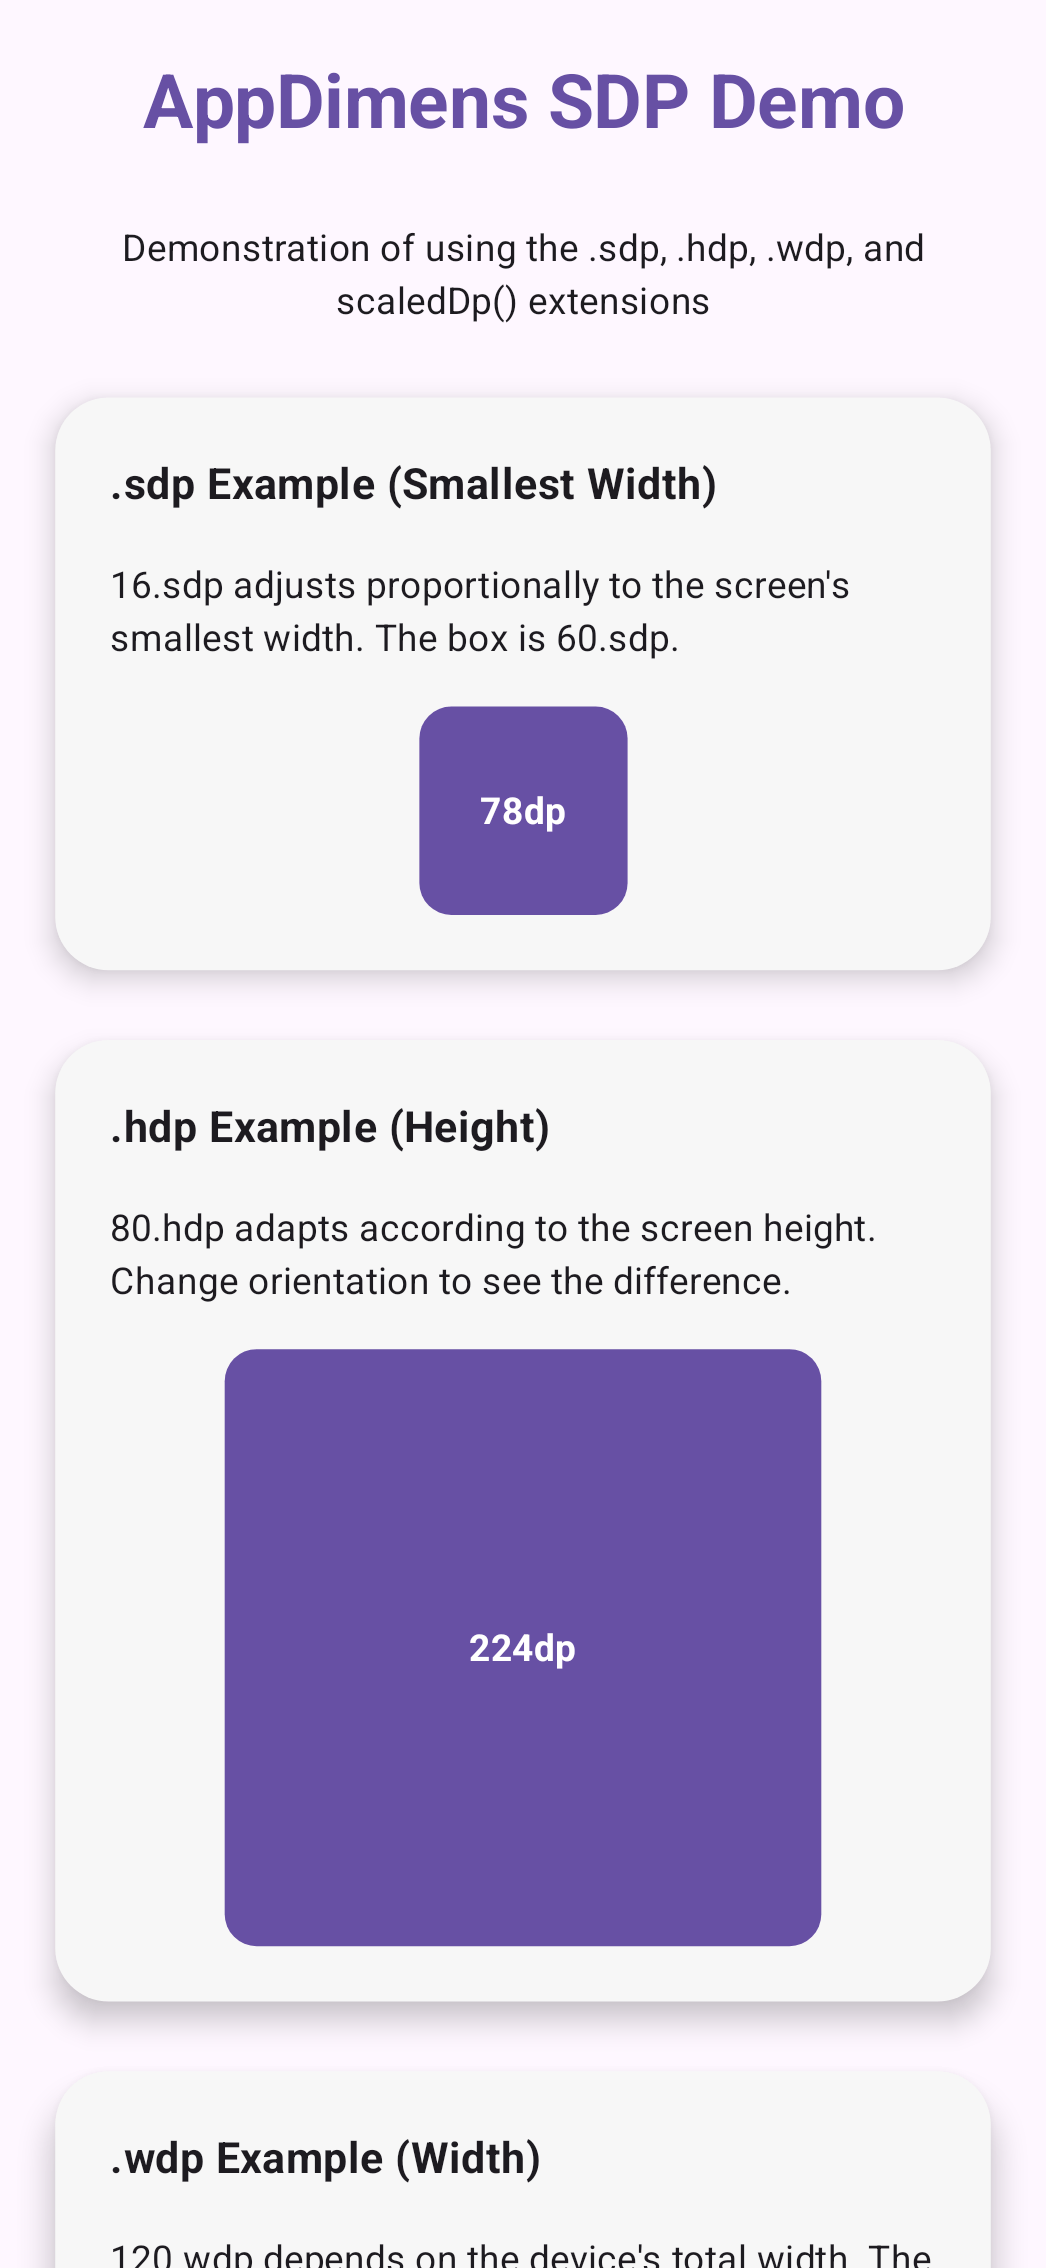 AppDimens SDP Demo
Demonstration of using the .sdp, .hdp, .wdp, and
scaledDp() extensions
.sdp Example (Smallest Width)
16.sdp adjusts proportionally to the screen's
smallest width. The box is 60.sdp.
78dp
.hdp Example (Height)
80.hdp adapts according to the screen height.
Change orientation to see the difference.
224dp
.wdp Example (Width)
120.wdp depends on the device's total width. The